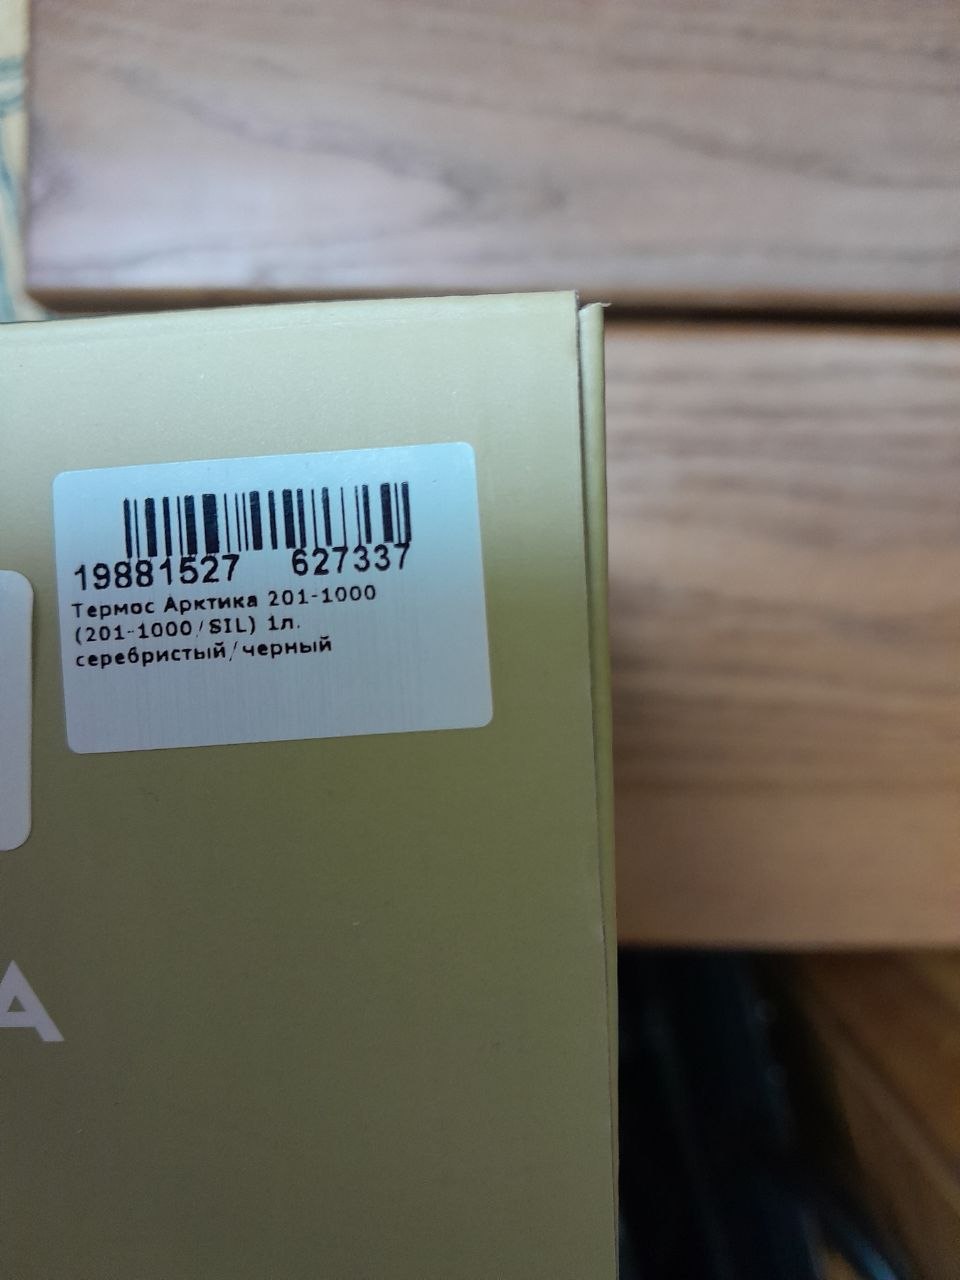 19881527 627337
Термос Арктика 201-1000
(201-1000/SIL) 1л.
серебристый/черный
А